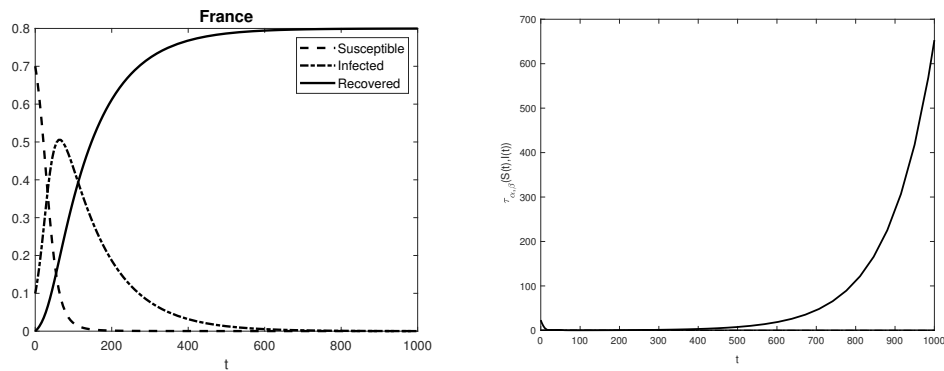 France
0.8
0.7
0.6
0.5
0.4
0.3
0.2
0.1
0
Susceptible
Infected
Recovered
0 200 400 600 800 1000
t
700
600
500
400
300
200
100
0
τα,β(S(t),I(t))
0 100 200 300 400 500 600 700 800 900 1000
t